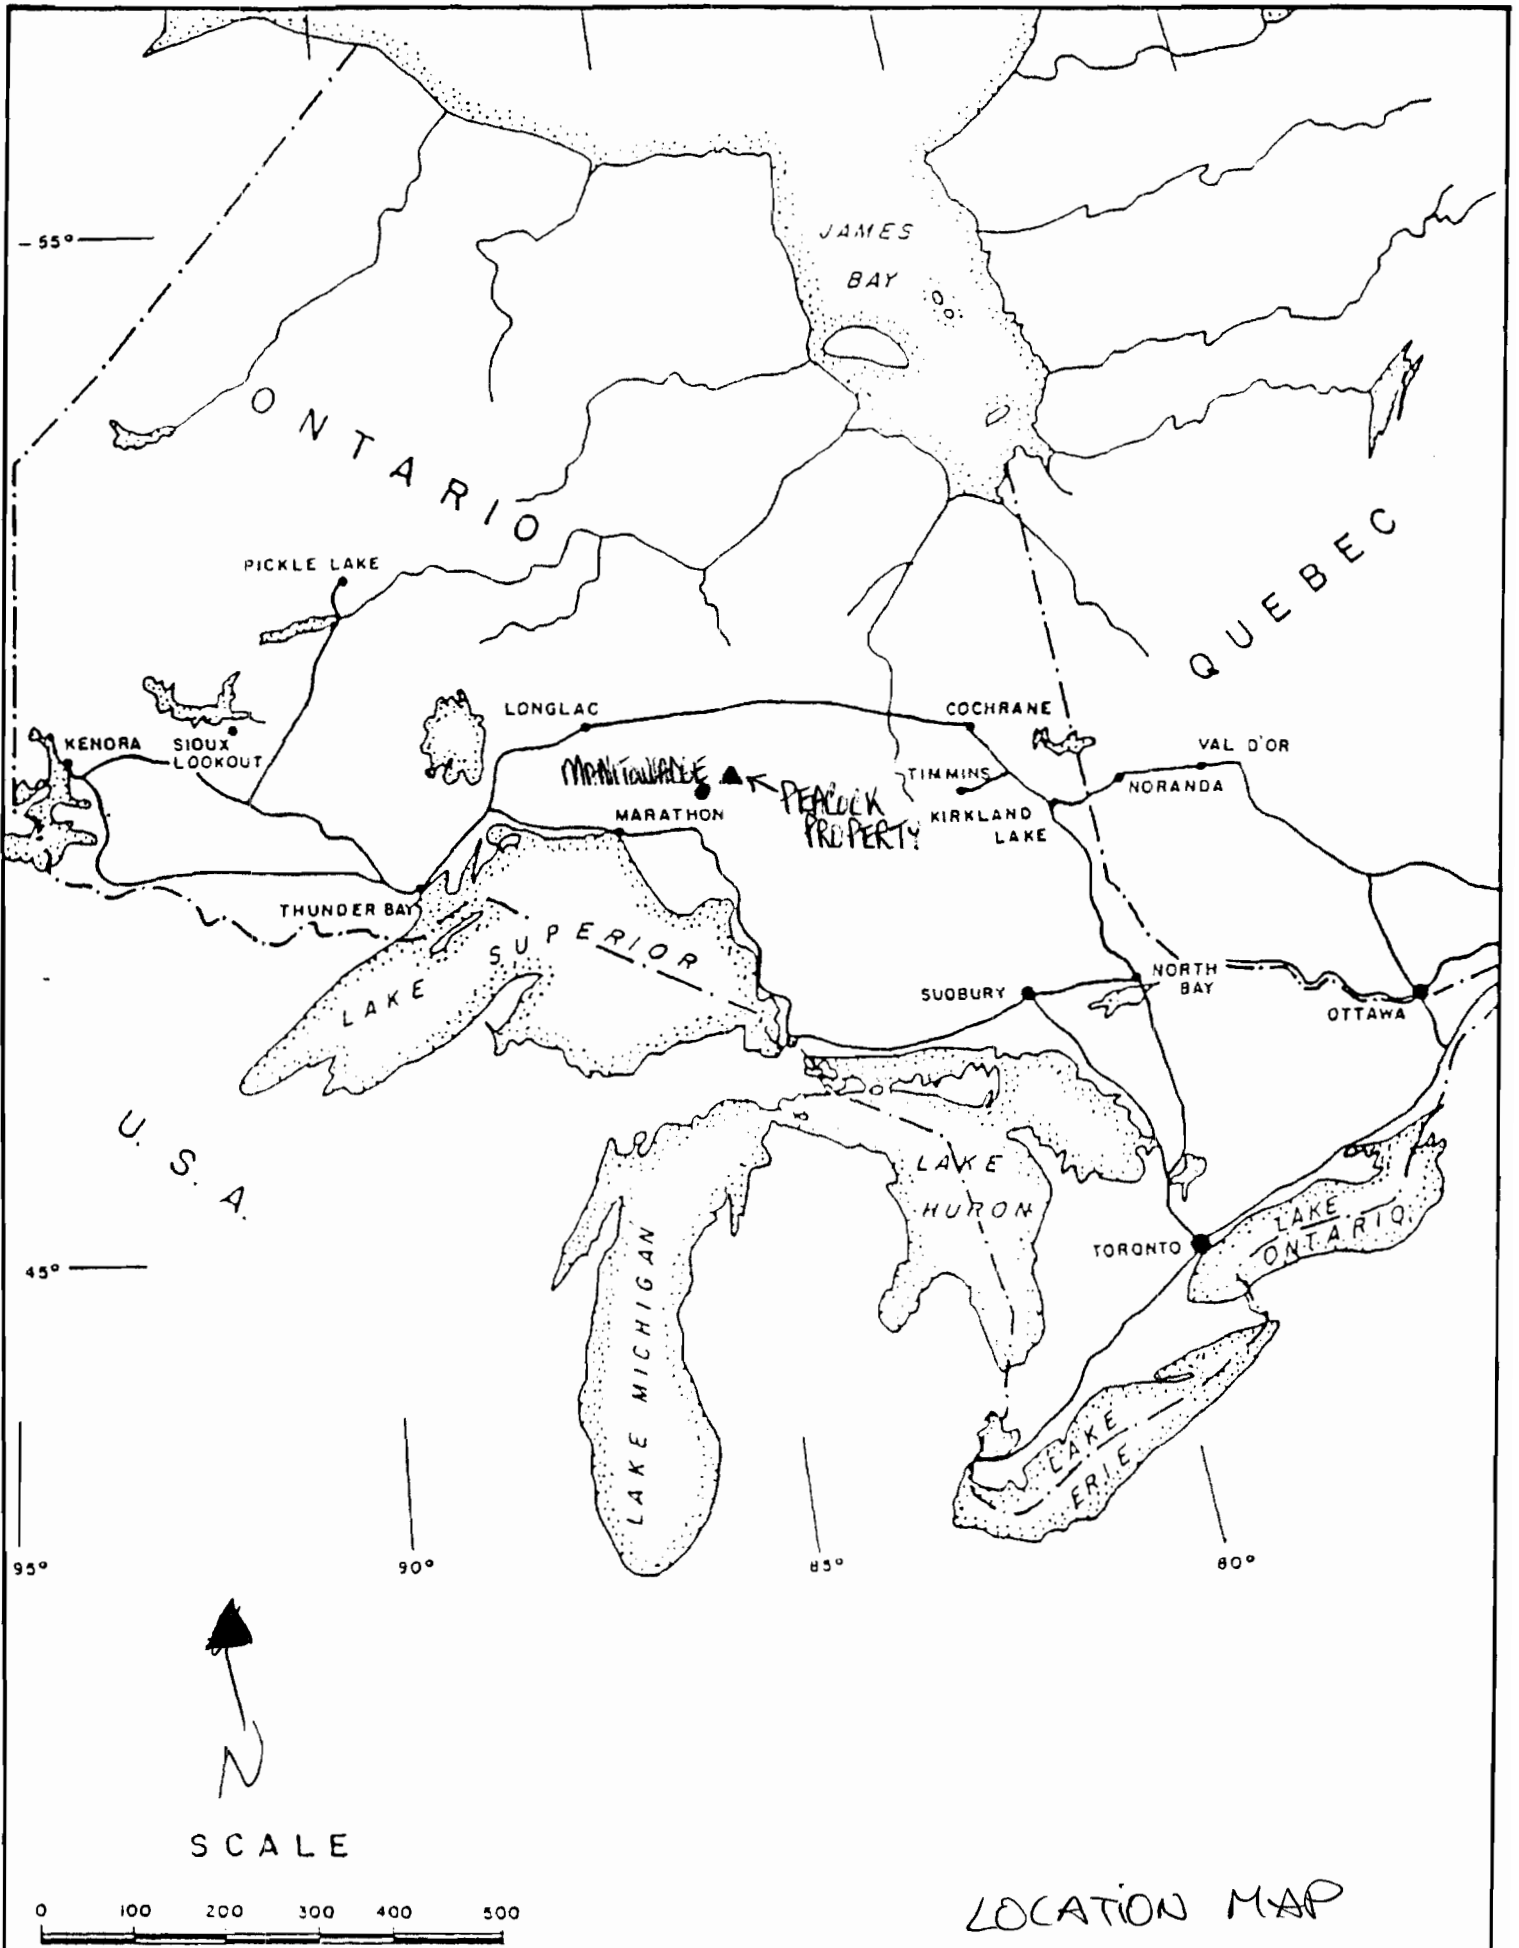 -55°
JAMES
BAY
ONTARIO
QUEBEC
PICKLE LAKE
LONGLAC
COCHRANE
KENORA
SIOUX
LOOKOUT
VAL D'OR
MANITOUWADGE
TIMMINS
NORANDA
PEACOCK
PROPERTY
MARATHON
KIRKLAND
LAKE
THUNDER BAY
LAKE SUPERIOR
SUDBURY
NORTH
BAY
OTTAWA
U.S.A.
LAKE
HURON
LAKE
ONTARIO
TORONTO
45°
LAKE MICHIGAN
LAKE
ERIE
95°
90°
85°
80°
N
SCALE
0 100 200 300 400 500
LOCATION MAP